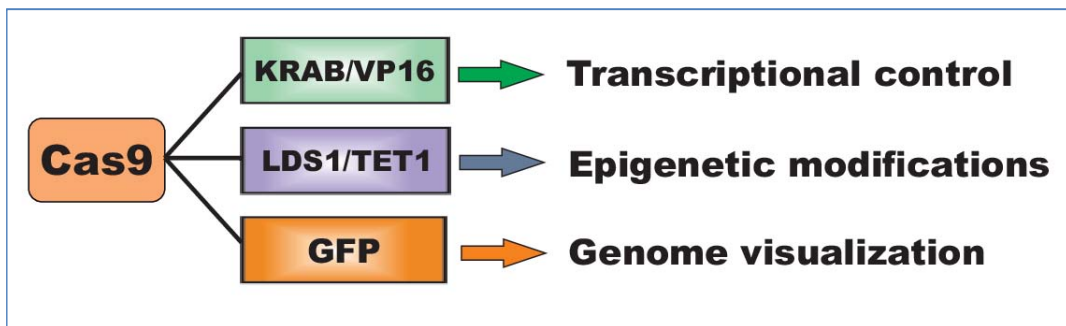 KRAB/VP16
Transcriptional control
Cas9
LDS1/TET1
Epigenetic modifications
GFP
Genome visualization